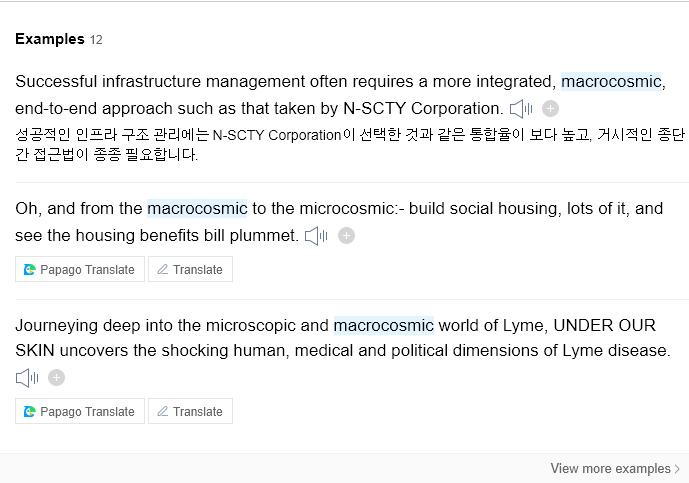 Examples 12
Successful infrastructure management often requires a more integrated, macrocosmic,
end-to-end approach such as that taken by N-SCTY Corporation.
성공적인 인프라 구조 관리에는 N-SCTY Corporation이 선택한 것과 같은 통합율이 보다 높고, 거시적인 종단
간 접근법이 종종 필요합니다.
Oh, and from the macrocosmic to the microcosmic:- build social housing, lots of it, and
see the housing benefits bill plummet.
Papago Translate Translate
Journeying deep into the microscopic and macrocosmic world of Lyme, UNDER OUR
SKIN uncovers the shocking human, medical and political dimensions of Lyme disease.
Papago Translate Translate
View more examples >